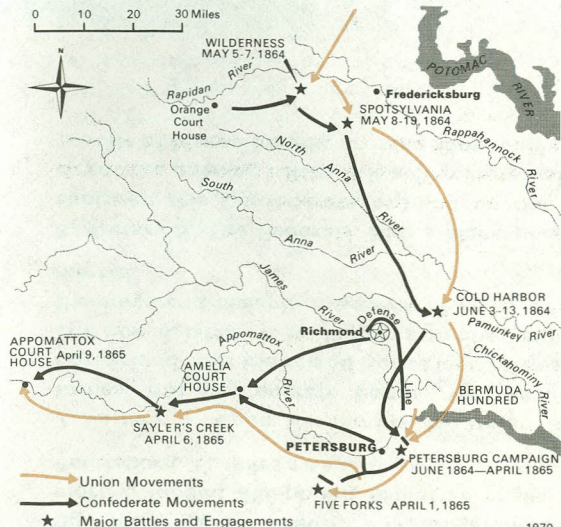 0 10 20 30 Miles
N
WILDERNESS
MAY 5-7, 1864
POTOMAC
RIVER
Rapidan
River
Orange
Court
House
Fredericksburg
SPOTSYLVANIA
MAY 8-19, 1864
Rappahannock
River
North
Anna
River
South
Anna
River
James
River
COLD HARBOR
JUNE 3-13, 1864
Pamunkey River
Chickahominy
River
Richmond
Defense
Line
APPOMATTOX
COURT April 9, 1865
HOUSE
Appomattox
River
AMELIA
COURT
HOUSE
BERMUDA
HUNDRED
SAYLER'S CREEK
APRIL 6, 1865
PETERSBURG
PETERSBURG CAMPAIGN
JUNE 1864—APRIL 1865
FIVE FORKS APRIL 1, 1865
Union Movements
Confederate Movements
Major Battles and Engagements
1970